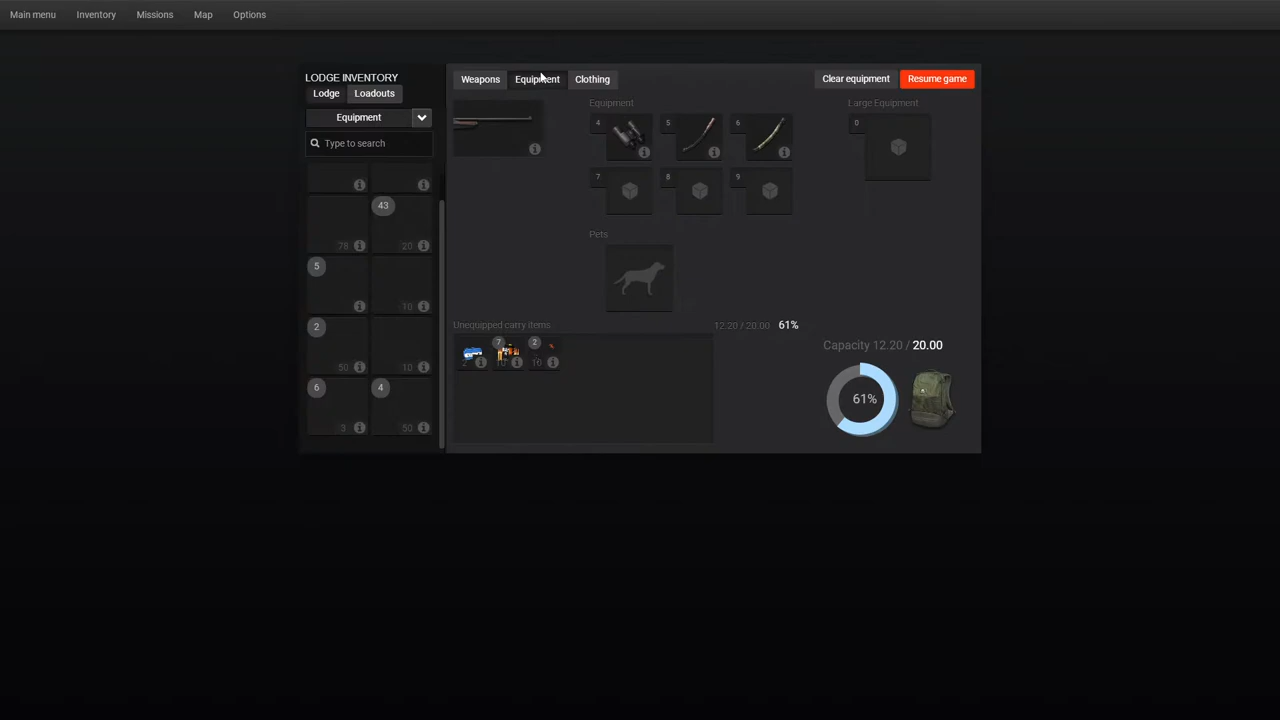 Main menu Inventory Missions Map Options
LODGE INVENTORY
Lodge Loadouts
Equipment
Type to search
78 43 20
5 10
2 50 10
6 3 4 50
Weapons Equipment Clothing
Clear equipment Resume game
Equipment
4 5 6
7 8 9
Large Equipment
0
Pets
Unequipped carry items 12.20 / 20.00 61%
7 2
10
Capacity 12.20 / 20.00
61%